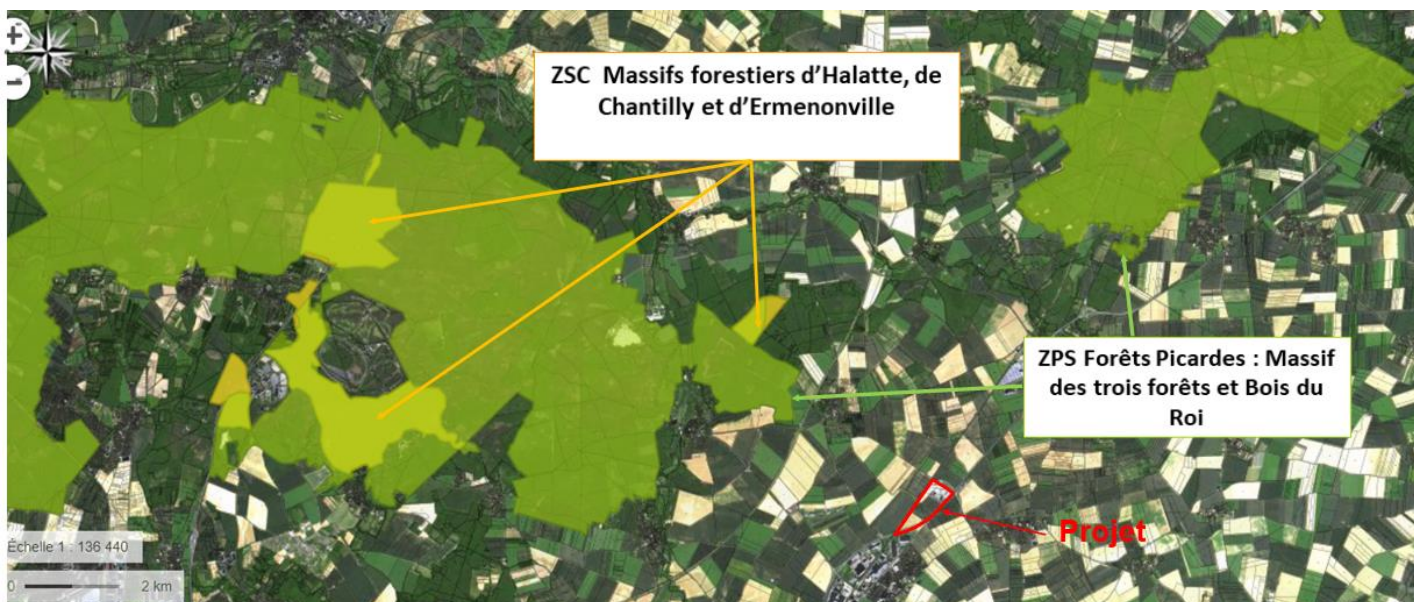 ZSC Massifs forestiers d'Halatte, de
Chantilly et d'Ermenonville
ZPS Forêts Picardes : Massif
des trois forêts et Bois du
Roi
Projet
Échelle 1 : 136 440
0 2 km